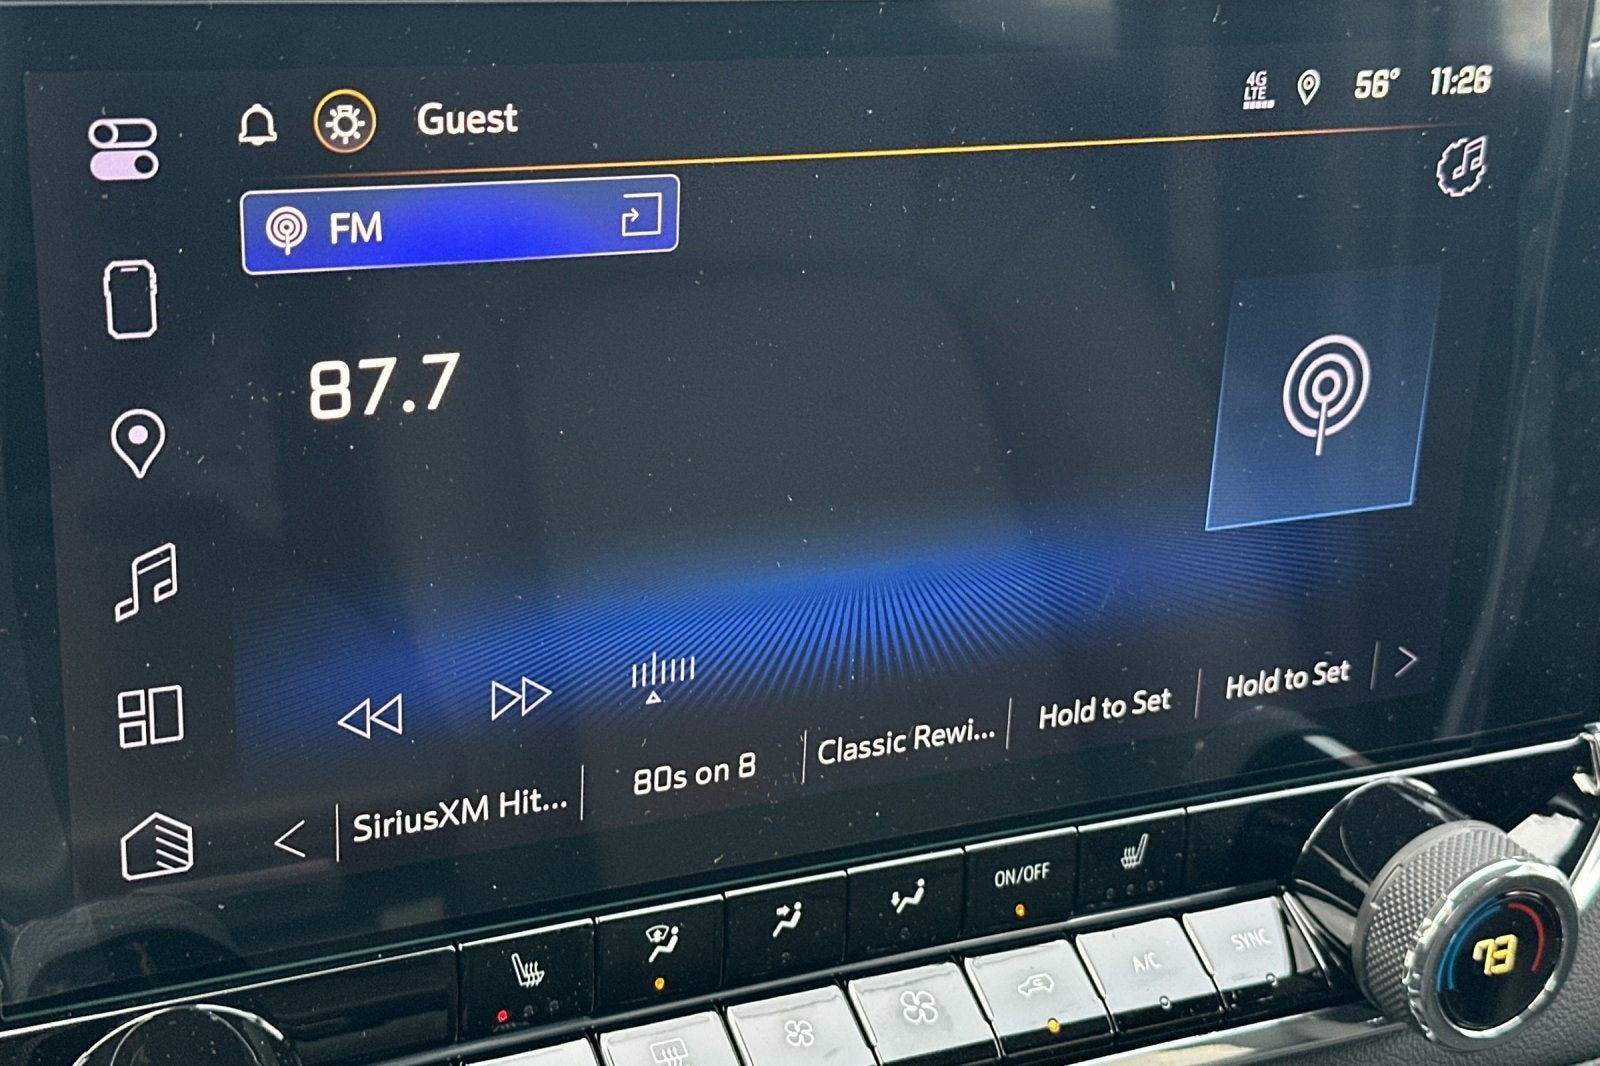 Guest
4G
LTE
56°
11:26
FM
87.7
SiriusXM Hit...
80s on 8
Classic Rewi...
Hold to Set
Hold to Set
ON/OFF
A/C
SYNC
73